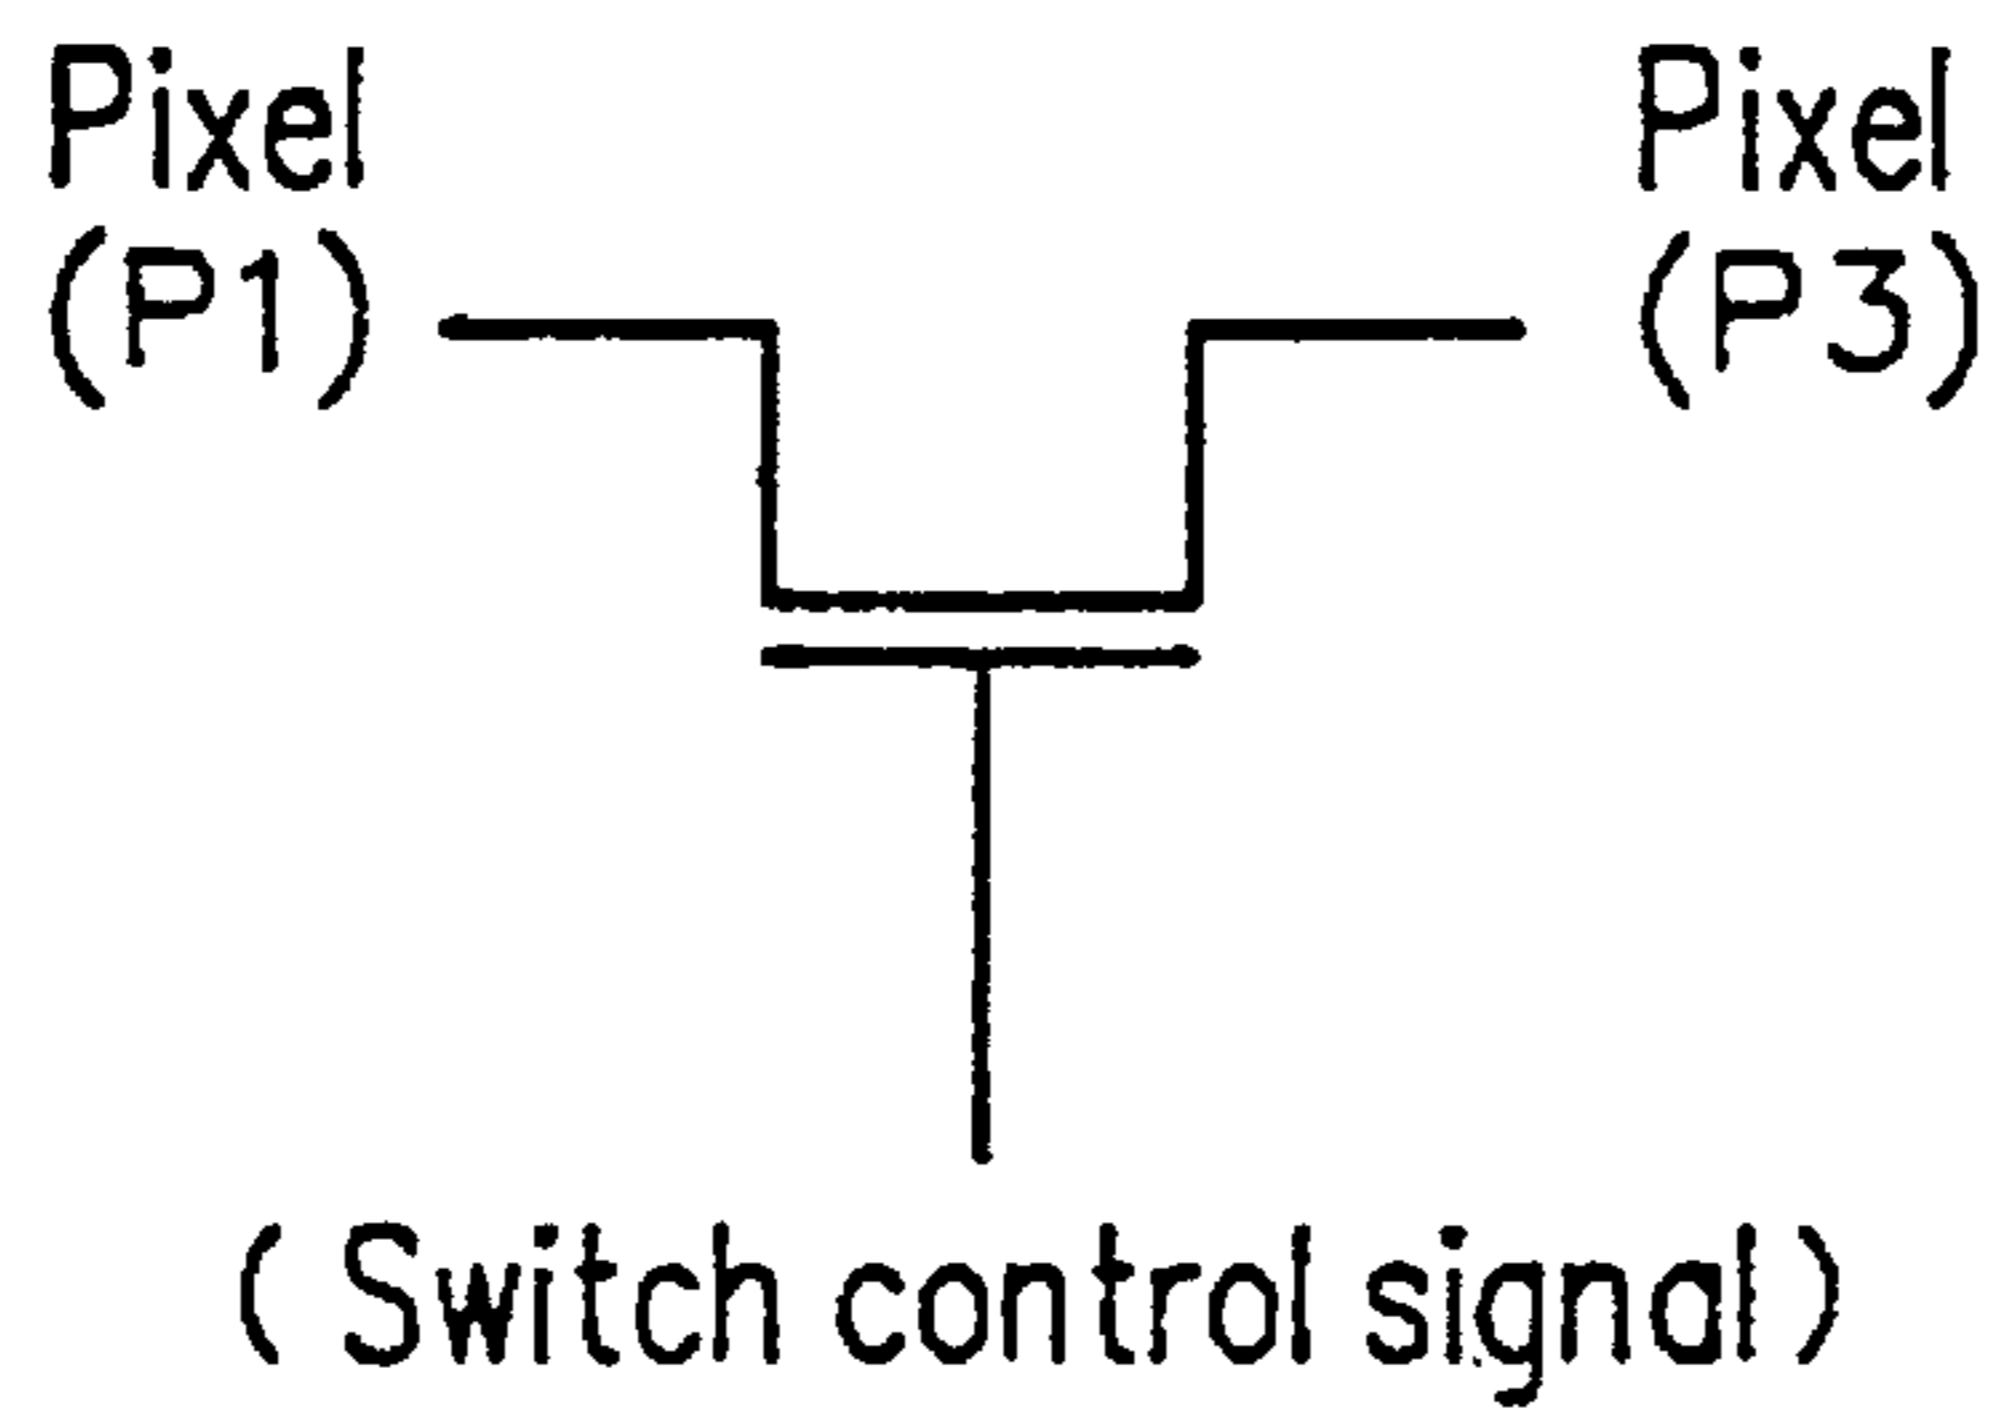 Pixel Pixel
(P1) (P3)
(Switch control signal)